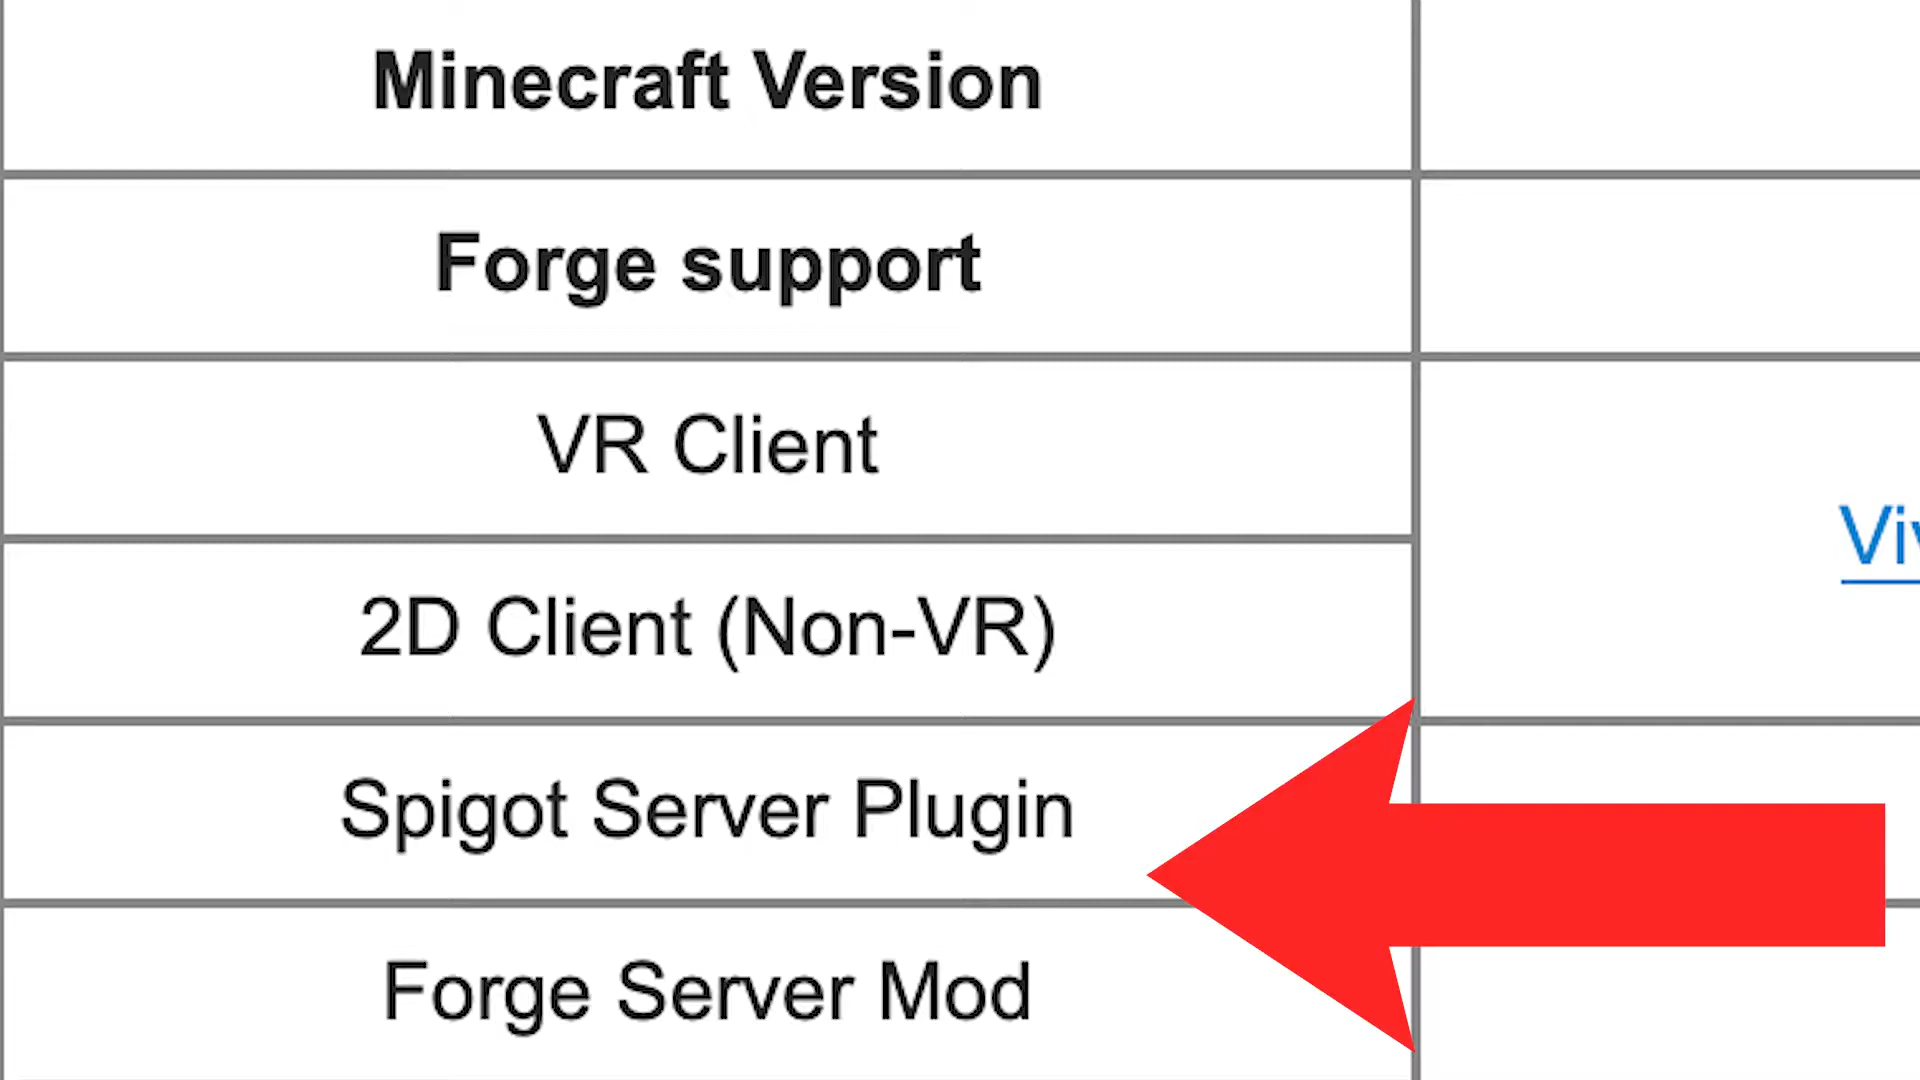 Minecraft Version
Forge support
VR Client
2D Client (Non-VR)
Spigot Server Plugin
Forge Server Mod